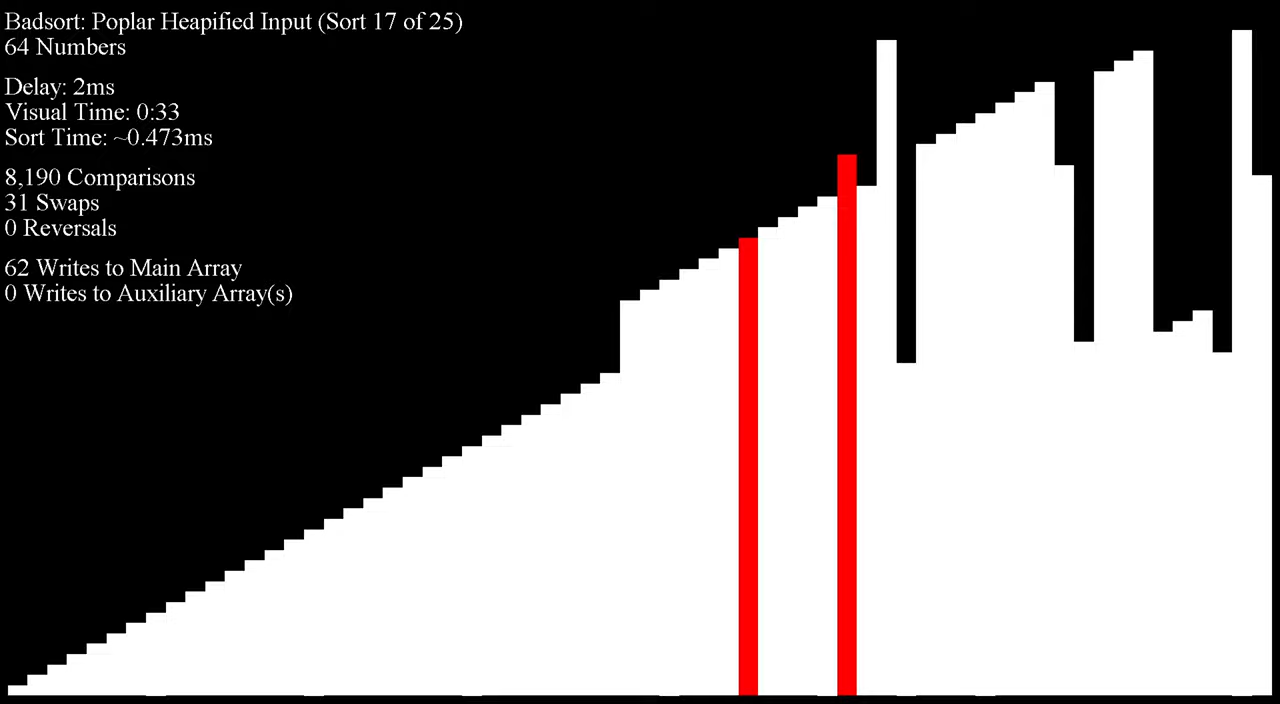 Badsort: Poplar Heapified Input (Sort 17 of 25)
64 Numbers
Delay: 2ms
Visual Time: 0:33
Sort Time: ~0.473ms
8,190 Comparisons
31 Swaps
0 Reversals
62 Writes to Main Array
0 Writes to Auxiliary Array(s)